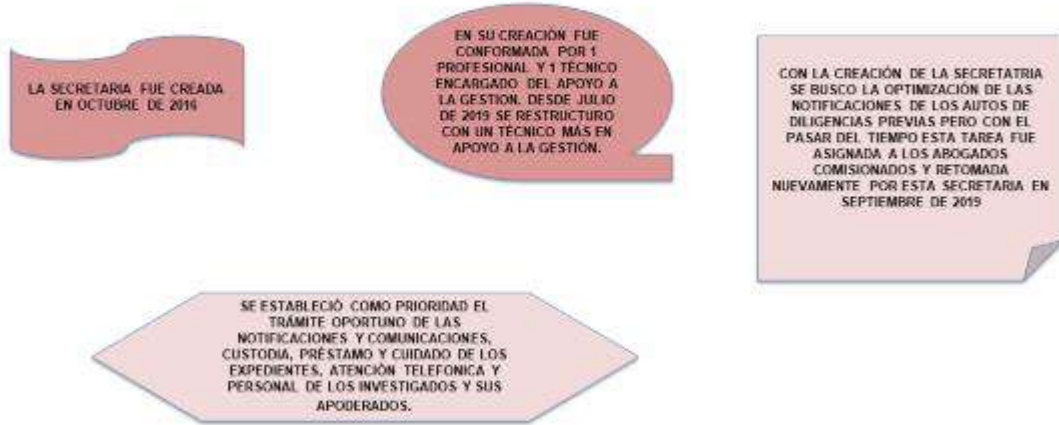 LA SECRETARIA FUE CREADA
EN OCTUBRE DE 2016
EN SU CREACIÓN FUE
CONFORMADA POR 1
PROFESIONAL Y 1 TÉCNICO
ENCARGADO DEL APOYO A
LA GESTION. DESDE JULIO
DE 2019 SE RESTRUCTURO
CON UN TÉCNICO MÁS EN
APOYO A LA GESTIÓN.
CON LA CREACIÓN DE LA SECRETATRIA
SE BUSCO LA OPTIMIZACIÓN DE LAS
NOTIFICACIONES DE LOS AUTOS DE
DILIGENCIAS PREVIAS PERO CON EL
PASAR DEL TIEMPO ESTA TAREA FUE
ASIGNADA A LOS ABOGADOS
COMISIONADOS Y RETOMADA
NUEVAMENTE POR ESTA SECRETARIA EN
SEPTIEMBRE DE 2019
SE ESTABLECIÓ COMO PRIORIDAD EL
TRÁMITE OPORTUNO DE LAS
NOTIFICACIONES Y COMUNICACIONES,
CUSTODIA, PRÉSTAMO Y CUIDADO DE LOS
EXPEDIENTES, ATENCIÓN TELEFONICA Y
PERSONAL DE LOS INVESTIGADOS Y SUS
APODERADOS.